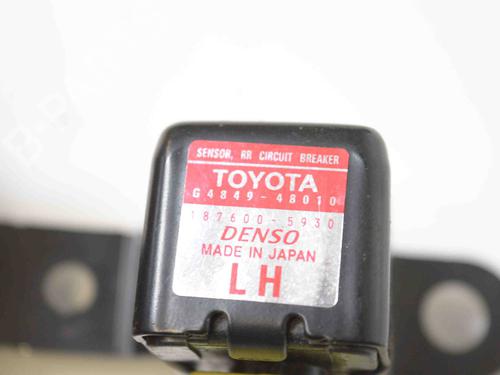 SENSOR, RR CIRCUIT BREAKER
TOYOTA
G4849-48010
187600-5930
DENSO
MADE IN JAPAN
LH